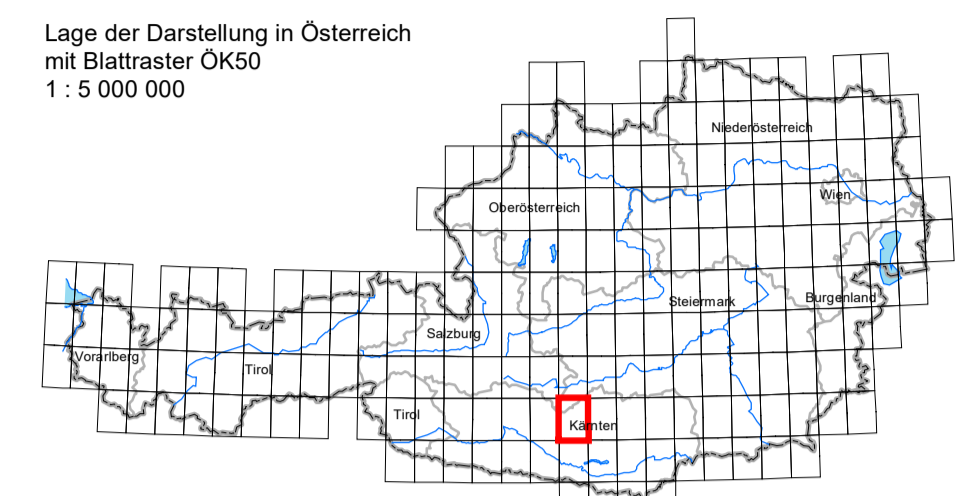 Lage der Darstellung in Österreich
mit Blattraster ÖK50
1 : 5 000 000
Niederösterreich
Wien
Oberösterreich
Steiermark
Burgenland
Salzburg
Vorarlberg
Tirol
Tirol
Kärnten